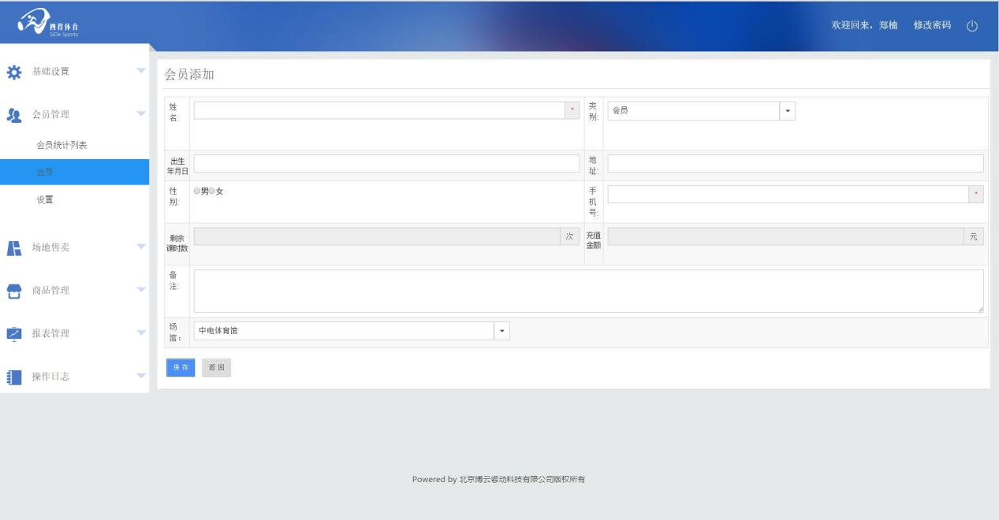 四得体育
SiDe Sports
欢迎回来，郑楠 修改密码
基础设置
会员管理
会员统计列表
会员
设置
场地售卖
商品管理
报表管理
操作日志
会员添加
姓
名:
*
类
别:
会员
出生
年月日
地
址:
性
别:
男 女
手
机
号:
*
剩余
课时数
次
充值
金额
元
备
注:
场
馆：
中电体育馆
保存 返回
Powered by 北京博云睿动科技有限公司版权所有